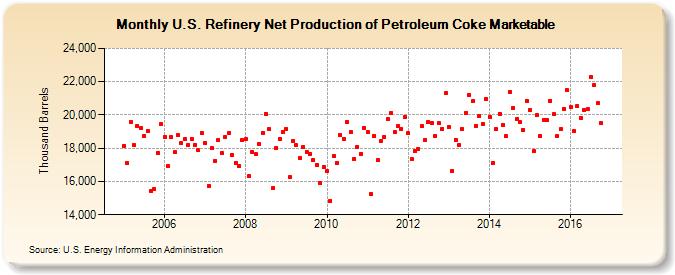 Monthly U.S. Refinery Net Production of Petroleum Coke Marketable
Thousand Barrels
24,000
22,000
20,000
18,000
16,000
14,000
2006 2008 2010 2012 2014 2016
Source: U.S. Energy Information Administration